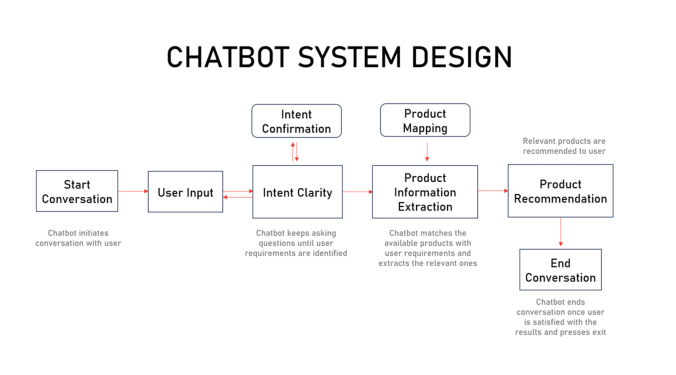 CHATBOT SYSTEM DESIGN
Intent
Confirmation
Product
Mapping
Relevant products are
recommended to user
Start
Conversation
User Input
Intent Clarity
Product
Information
Extraction
Product
Recommendation
Chatbot initiates
conversation with user
Chatbot keeps asking
questions until user
requirements are identified
Chatbot matches the
available products with
user requirements and
extracts the relevant ones
End
Conversation
Chatbot ends
conversation once user
is satisfied with the
results and presses exit